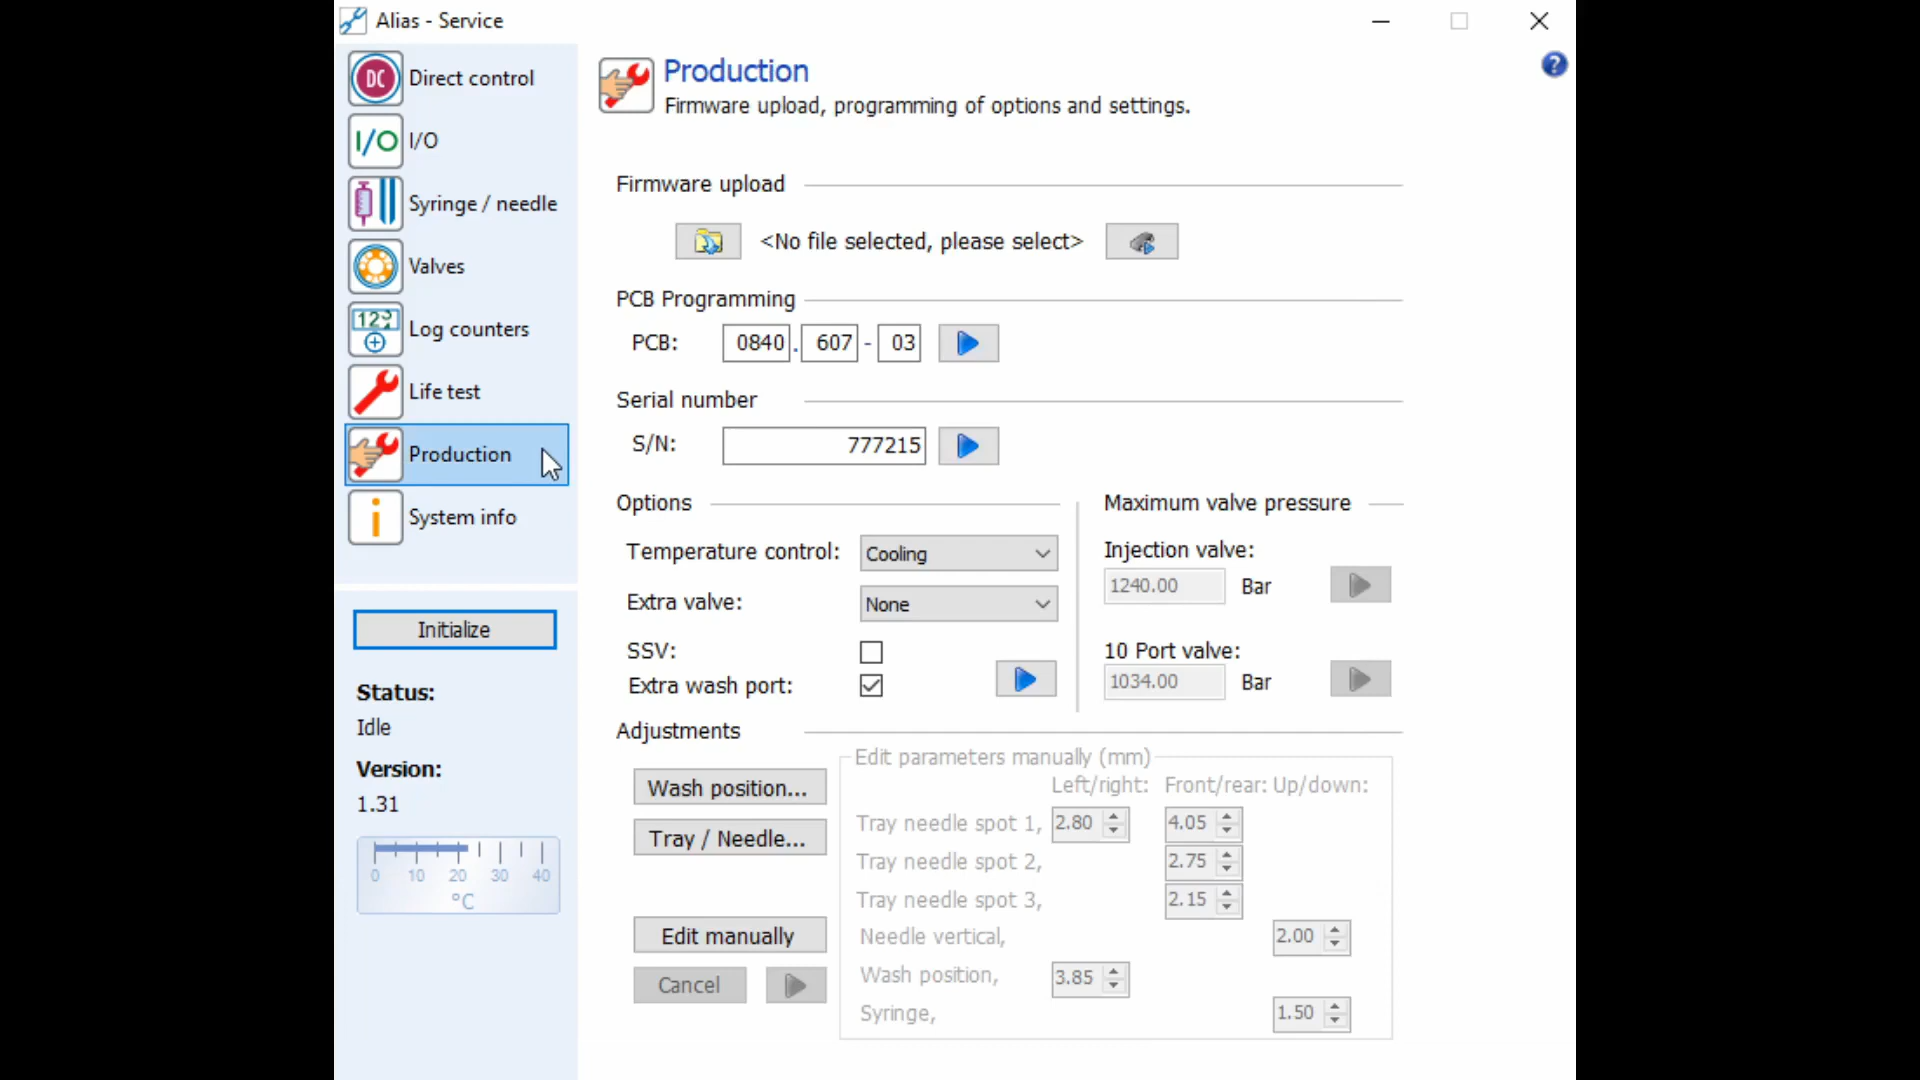 Alias - Service
DC Direct control
I/O I/O
Syringe / needle
Valves
123 Log counters
Life test
Production
i System info
Initialize
Status:
Idle
Version:
1.31
0 10 20 30 40
°C
Production
?
Firmware upload, programming of options and settings.
Firmware upload
<No file selected, please select>
PCB Programming
PCB: 0840 . 607 - 03
Serial number
S/N: 777215
Options
Temperature control: Cooling
Extra valve: None
SSV:
Extra wash port:
Maximum valve pressure
Injection valve:
1240.00 Bar
10 Port valve:
1034.00 Bar
Adjustments
Wash position...
Tray / Needle...
Edit manually
Cancel
Edit parameters manually (mm)
Left/right: Front/rear: Up/down:
Tray needle spot 1, 2.80 4.05
Tray needle spot 2, 2.75
Tray needle spot 3, 2.15
Needle vertical, 2.00
Wash position, 3.85
Syringe, 1.50